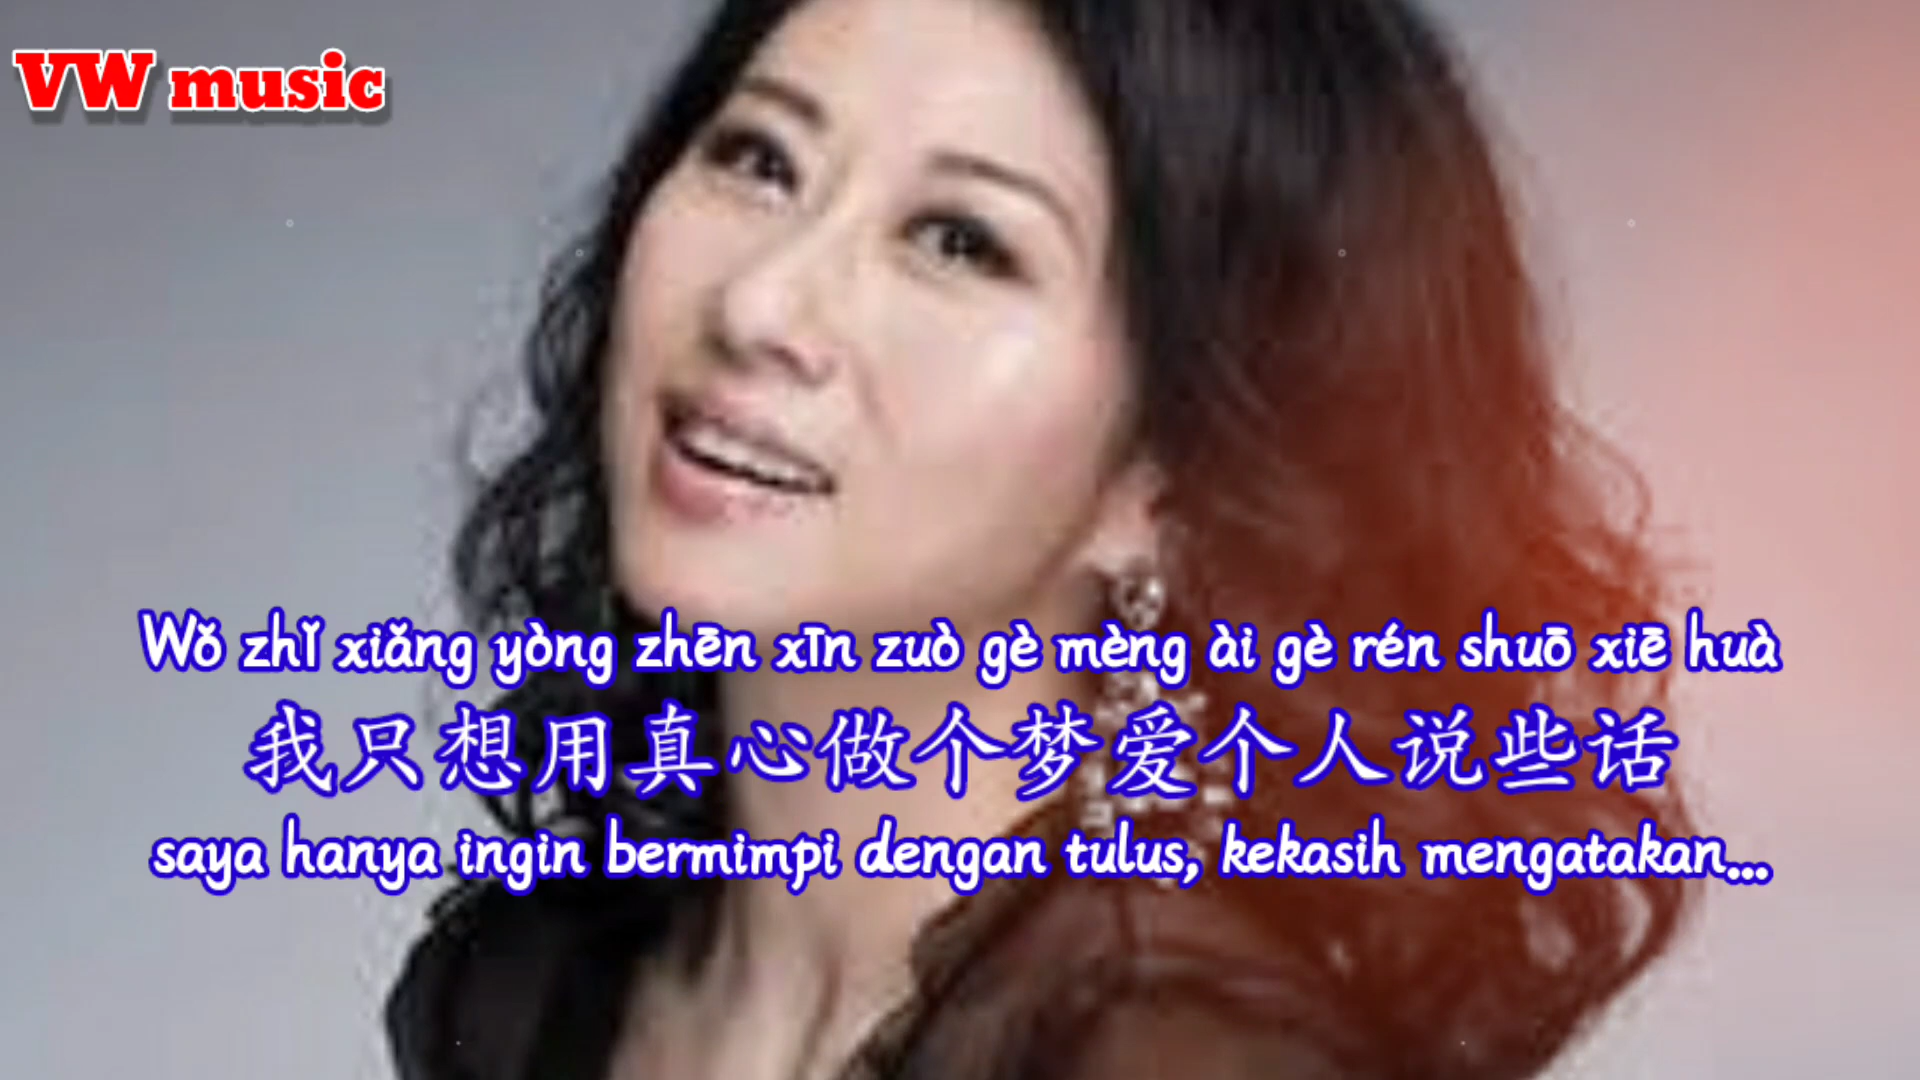 VW music
Wǒ zhǐ xiǎng yòng zhēn xīn zuò gè mèng ài gè rén shuō xiē huà
我只想用真心做个梦爱个人说些话
saya hanya ingin bermimpi dengan tulus, kekasih mengatakan...